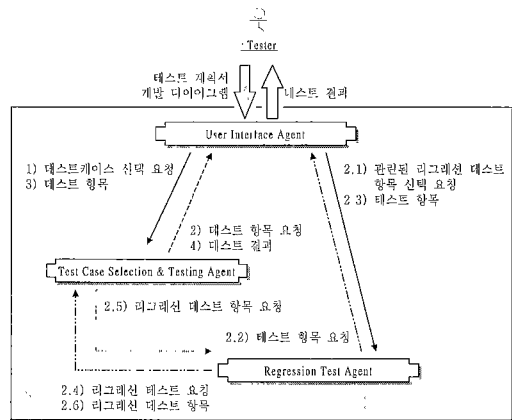 : Tester
테스트 계획서
개발 다이어그램
테스트 결과
User Interface Agent
1) 테스트케이스 선택 요청
3) 테스트 항목
2.1) 관련된 리그레션 테스트
항목 선택 요청
2 3) 테스트 항목
2) 테스트 항목 요청
4) 테스트 결과
Test Case Selection & Testing Agent
2.5) 리그레션 테스트 항목 요청
2.2) 테스트 항목 요청
Regression Test Agent
2.4) 리그레션 테스트 요청
2.6) 리그레션 테스트 항목